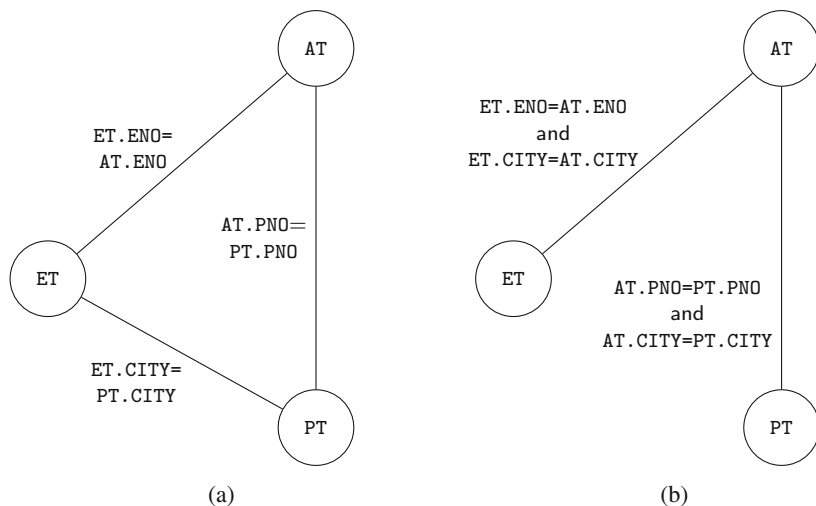 AT
ET.ENO=
AT.ENO
AT.PNO=
PT.PNO
ET
ET.CITY=
PT.CITY
PT
(a)
AT
ET.ENO=AT.ENO
and
ET.CITY=AT.CITY
ET
AT.PNO=PT.PNO
and
AT.CITY=PT.CITY
PT
(b)